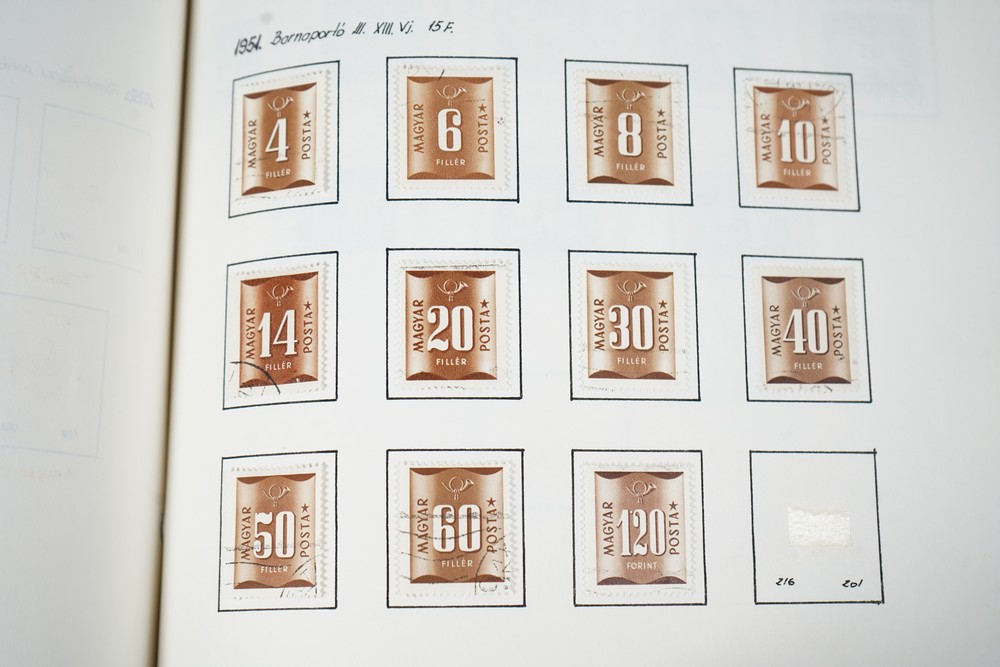 1951. Barnaportó III. XIII. Vj. 15 F.
MAGYAR 4 POSTA
FILLÉR
MAGYAR 6 POSTA
FILLÉR
MAGYAR 8 POSTA
FILLÉR
MAGYAR 10 POSTA
FILLÉR
MAGYAR 14 POSTA
FILLÉR
MAGYAR 20 POSTA
FILLÉR
MAGYAR 30 POSTA
FILLÉR
MAGYAR 40 POSTA
FILLÉR
MAGYAR 50 POSTA
FILLÉR
MAGYAR 60 POSTA
FILLÉR
MAGYAR 120 POSTA
FORINT
216 201